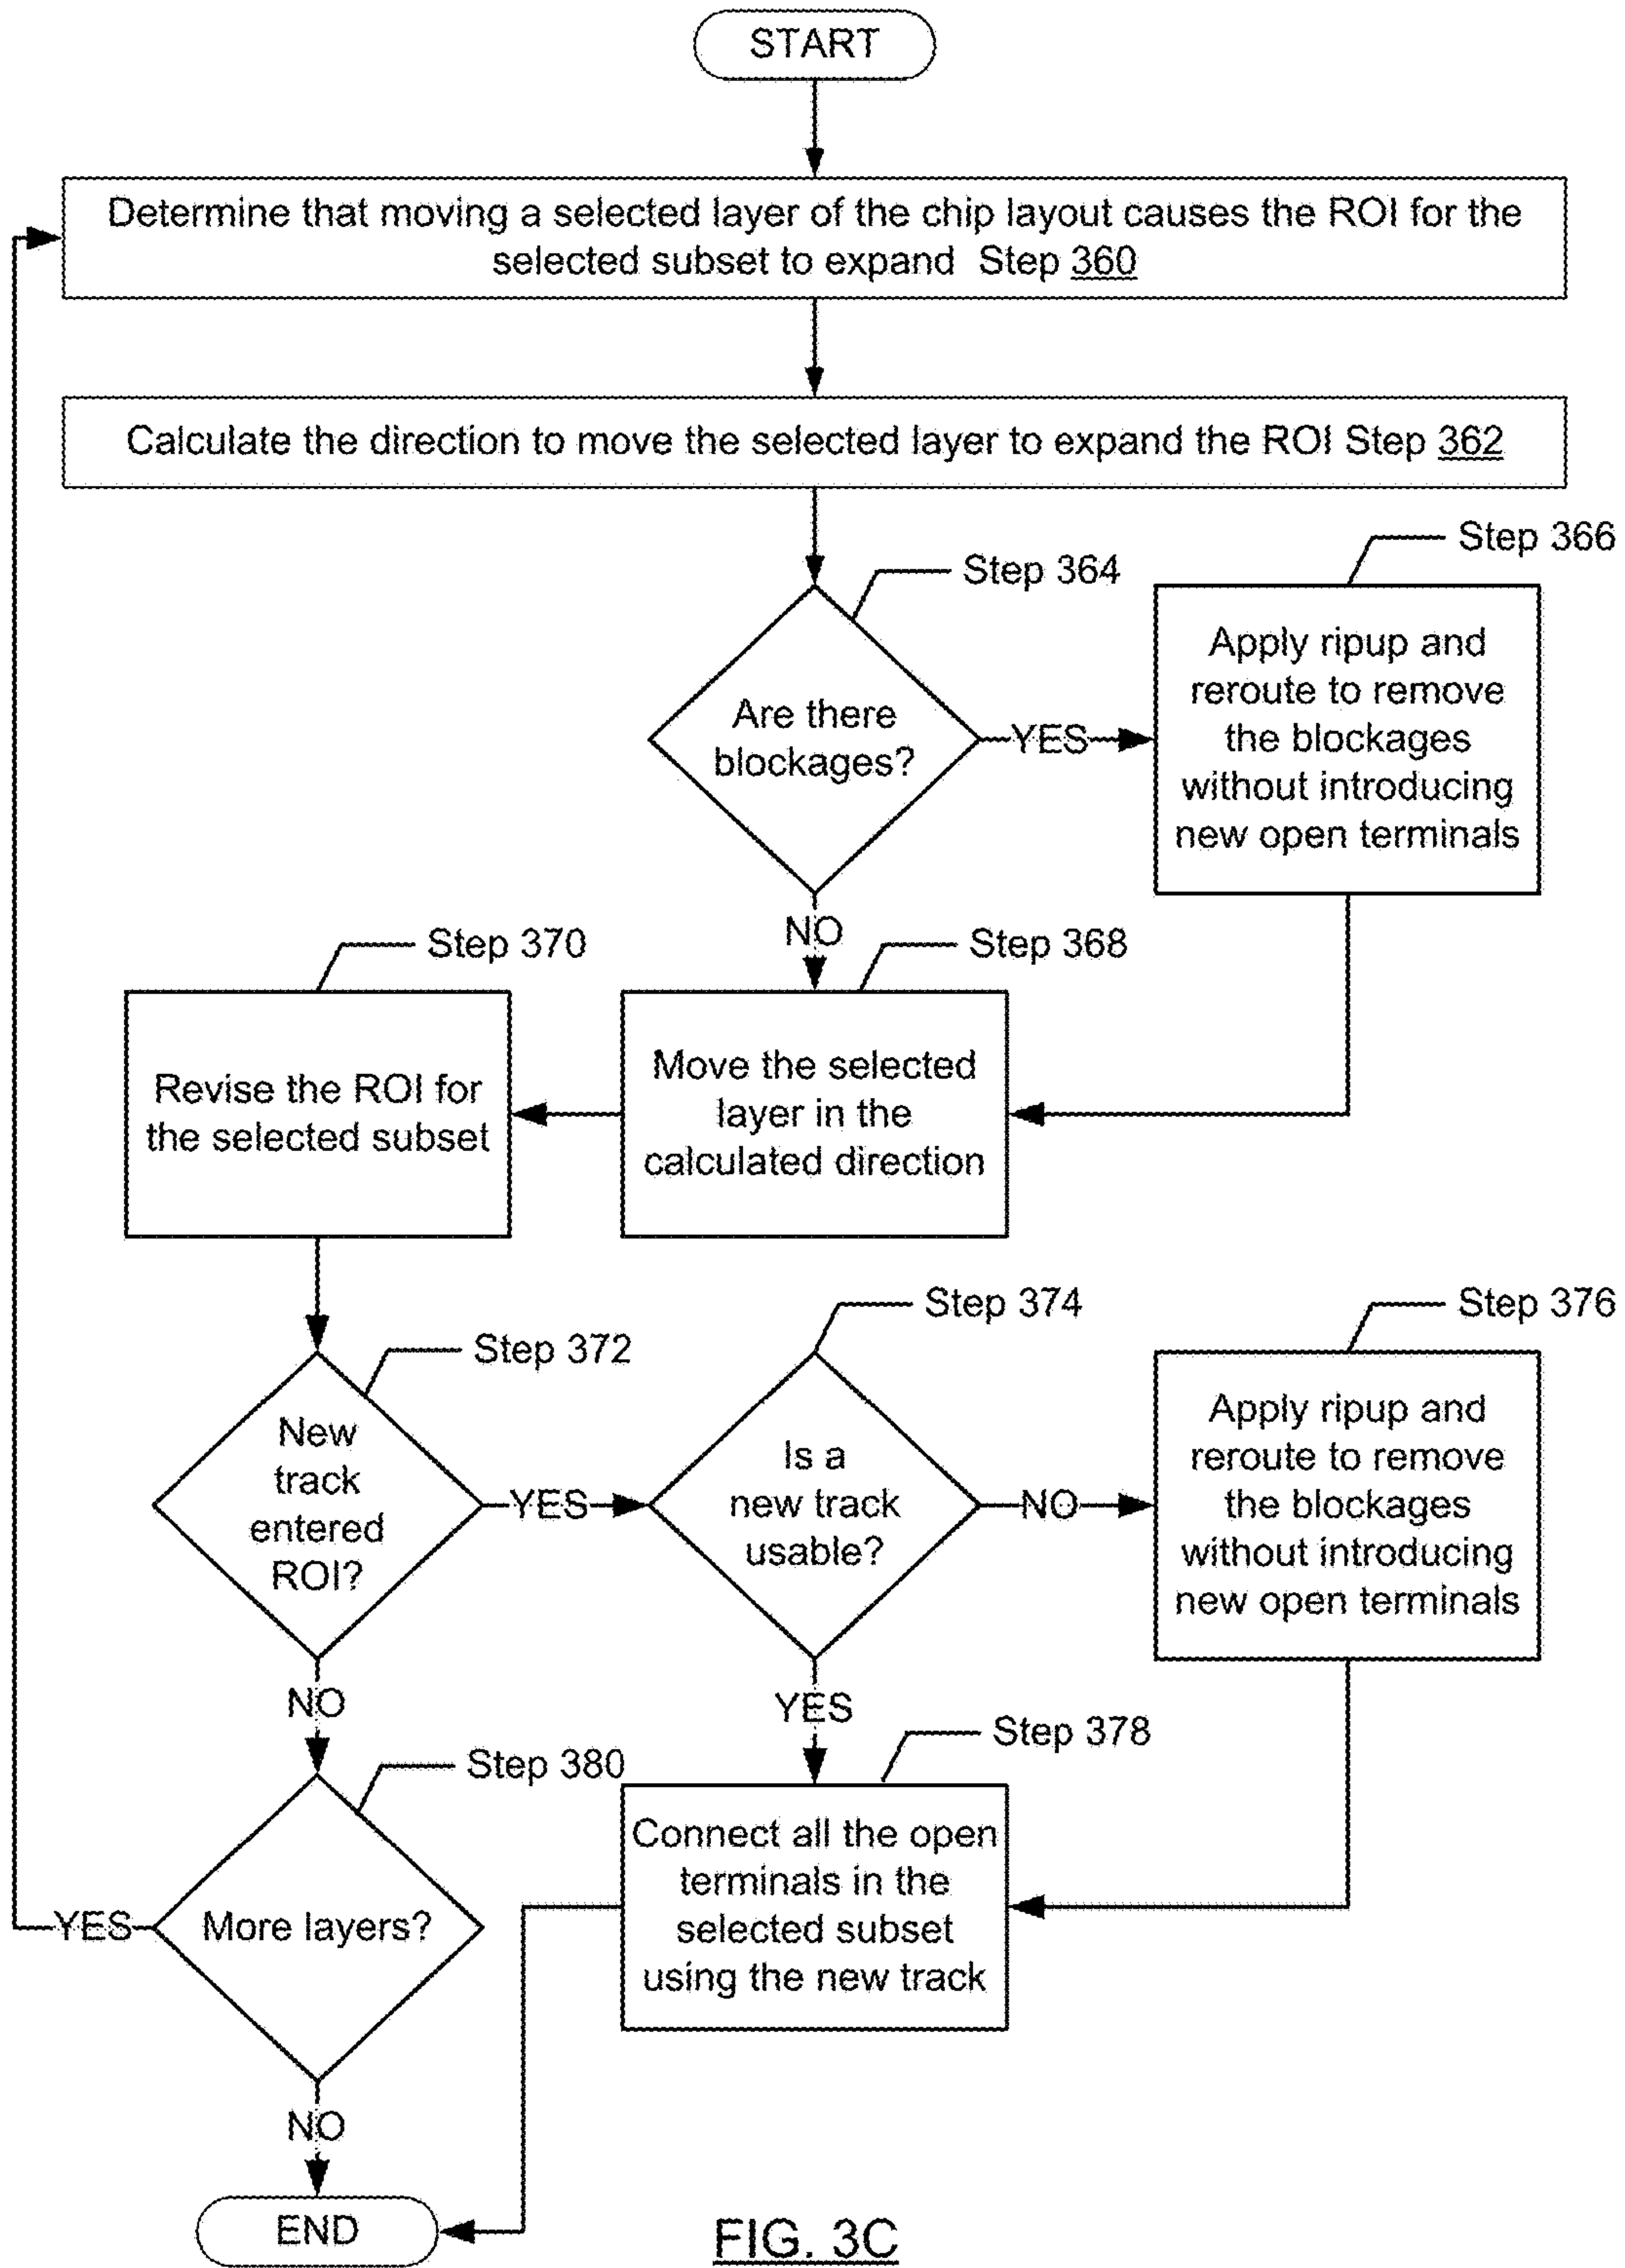 START
Determine that moving a selected layer of the chip layout causes the ROI for the
selected subset to expand Step 360
Calculate the direction to move the selected layer to expand the ROI Step 362
Step 364
Are there
blockages?
YES
Step 366
Apply ripup and
reroute to remove
the blockages
without introducing
new open terminals
NO
Step 368
Move the selected
layer in the
calculated direction
Step 370
Revise the ROI for
the selected subset
Step 372
New
track
entered
ROI?
YES
Step 374
Is a
new track
usable?
NO
Step 376
Apply ripup and
reroute to remove
the blockages
without introducing
new open terminals
YES
Step 378
Connect all the open
terminals in the
selected subset
using the new track
NO
Step 380
More layers?
YES
NO
END
FIG. 3C